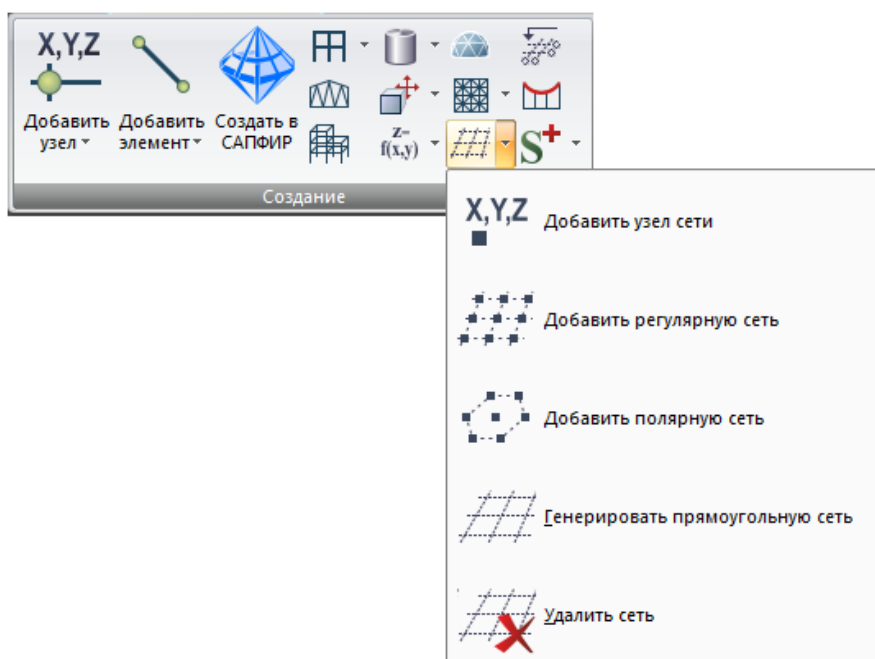 X,Y,Z
Добавить узел
Добавить элемент
Создать в САПФИР
z=
f(x,y)
S+
Создание
X,Y,Z
Добавить узел сети
Добавить регулярную сеть
Добавить полярную сеть
Генерировать прямоугольную сеть
Удалить сеть